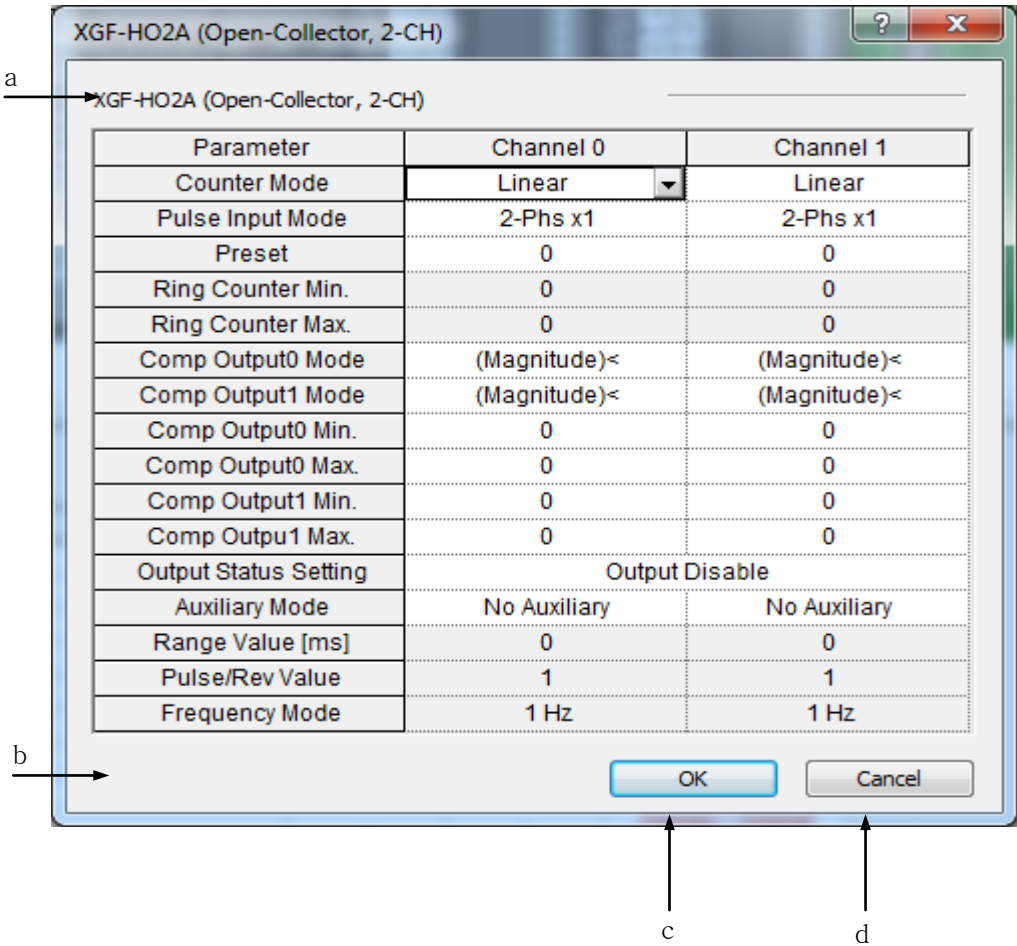 XGF-HO2A (Open-Collector, 2-CH)
?
X
a
XGF-HO2A (Open-Collector, 2-CH)
Parameter Channel 0 Channel 1
Counter Mode Linear Linear
Pulse Input Mode 2-Phs x1 2-Phs x1
Preset 0 0
Ring Counter Min. 0 0
Ring Counter Max. 0 0
Comp Output0 Mode (Magnitude)< (Magnitude)<
Comp Output1 Mode (Magnitude)< (Magnitude)<
Comp Output0 Min. 0 0
Comp Output0 Max. 0 0
Comp Output1 Min. 0 0
Comp Outpu1 Max. 0 0
Output Status Setting Output Disable
Auxiliary Mode No Auxiliary No Auxiliary
Range Value [ms] 0 0
Pulse/Rev Value 1 1
Frequency Mode 1 Hz 1 Hz
b
OK Cancel
c d